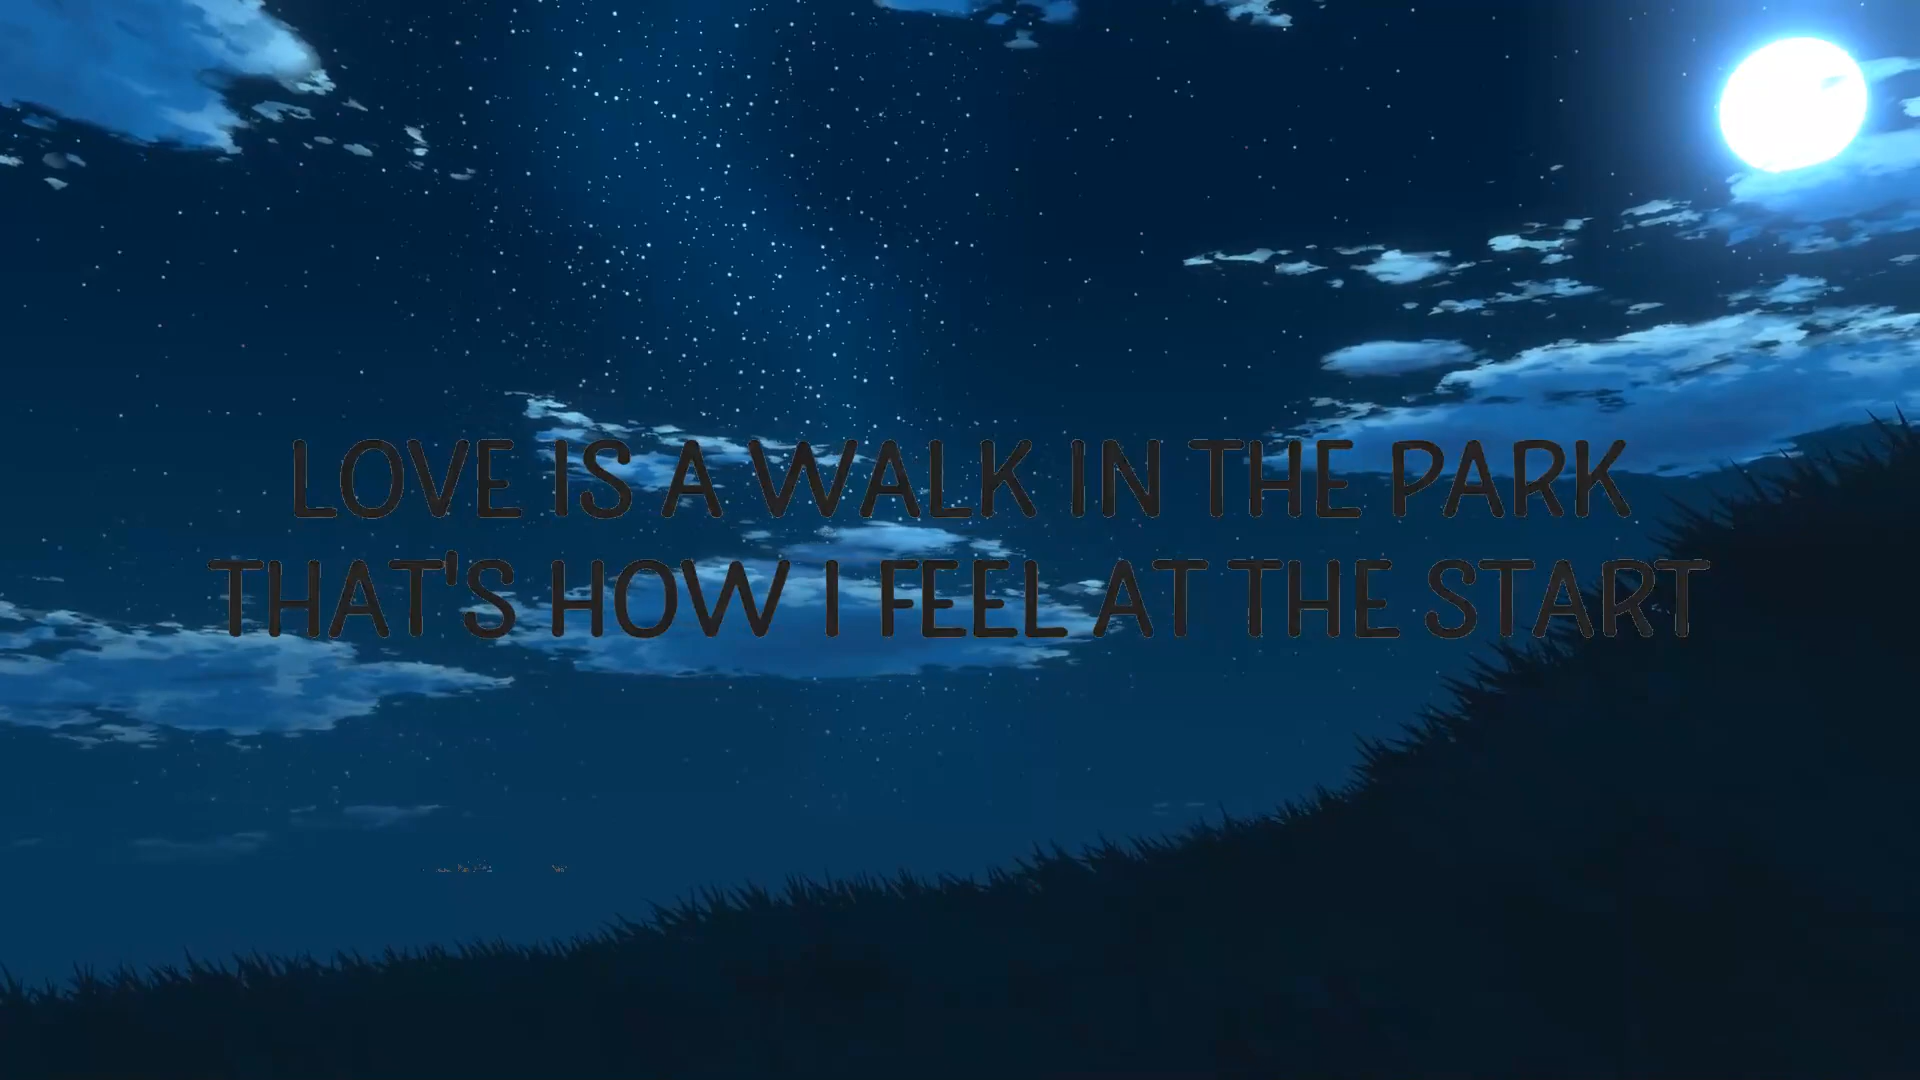 LOVE IS A WALK IN THE PARK
THAT'S HOW I FEEL AT THE START